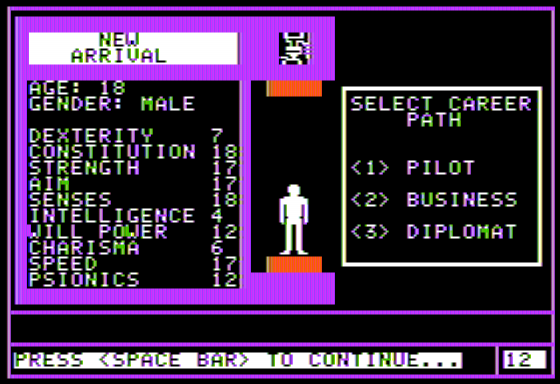 NEW
ARRIVAL
AGE: 18
GENDER: MALE
DEXTERITY 7
CONSTITUTION 18
STRENGTH 17
AIM 17
SENSES 18
INTELLIGENCE 4
WILL POWER 12
CHARISMA 6
SPEED 17
PSIONICS 12
SELECT CAREER
PATH
<1> PILOT
<2> BUSINESS
<3> DIPLOMAT
PRESS <SPACE BAR> TO CONTINUE...
12